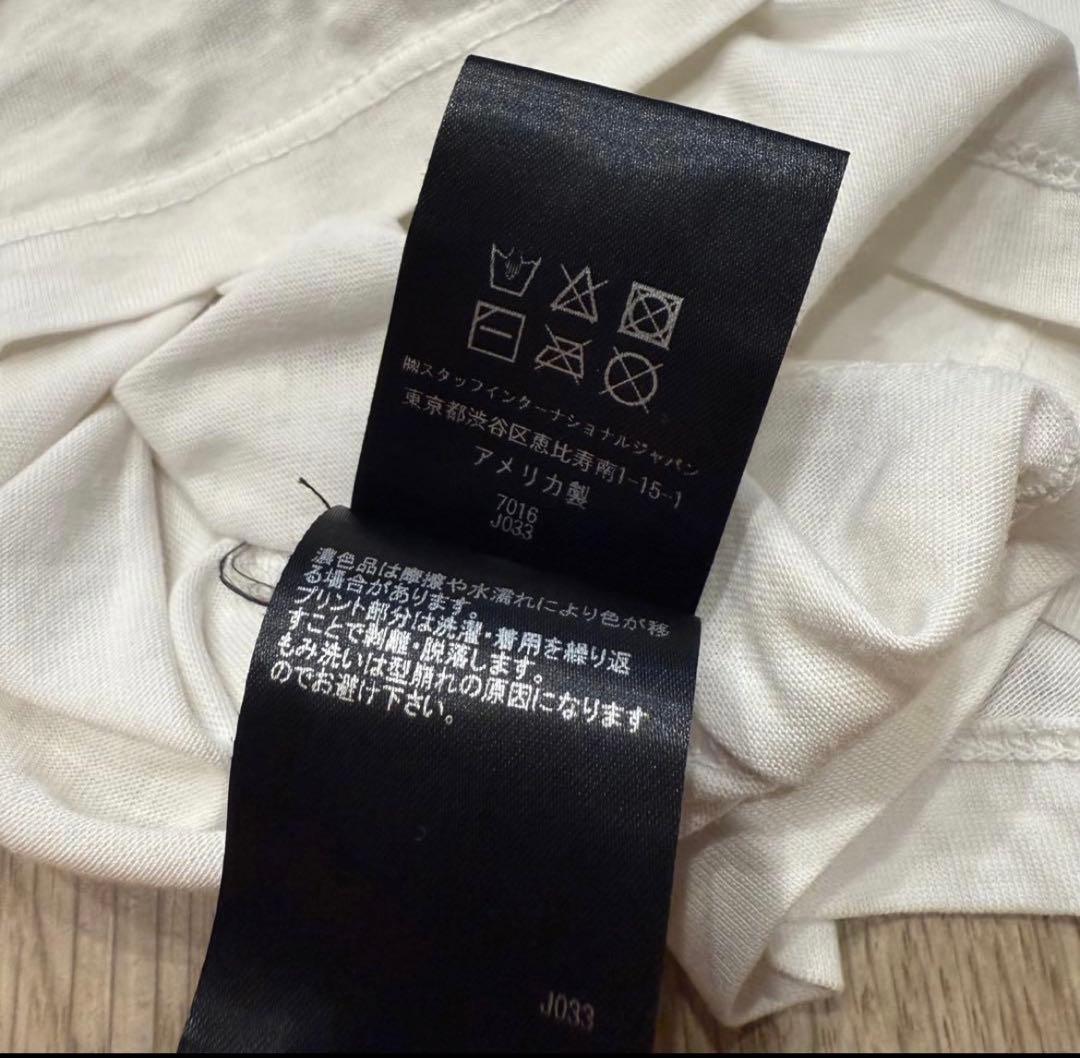 ㈱スタッフインターナショナルジャパン
東京都渋谷区恵比寿南1-15-1
アメリカ製
7016
J033
濃色品は摩擦や水濡れにより色が移
る場合があります。
プリント部分は洗濯・着用を繰り返
すことで剥離・脱落します。
もみ洗いは型崩れの原因になります
のでお避け下さい。
J033